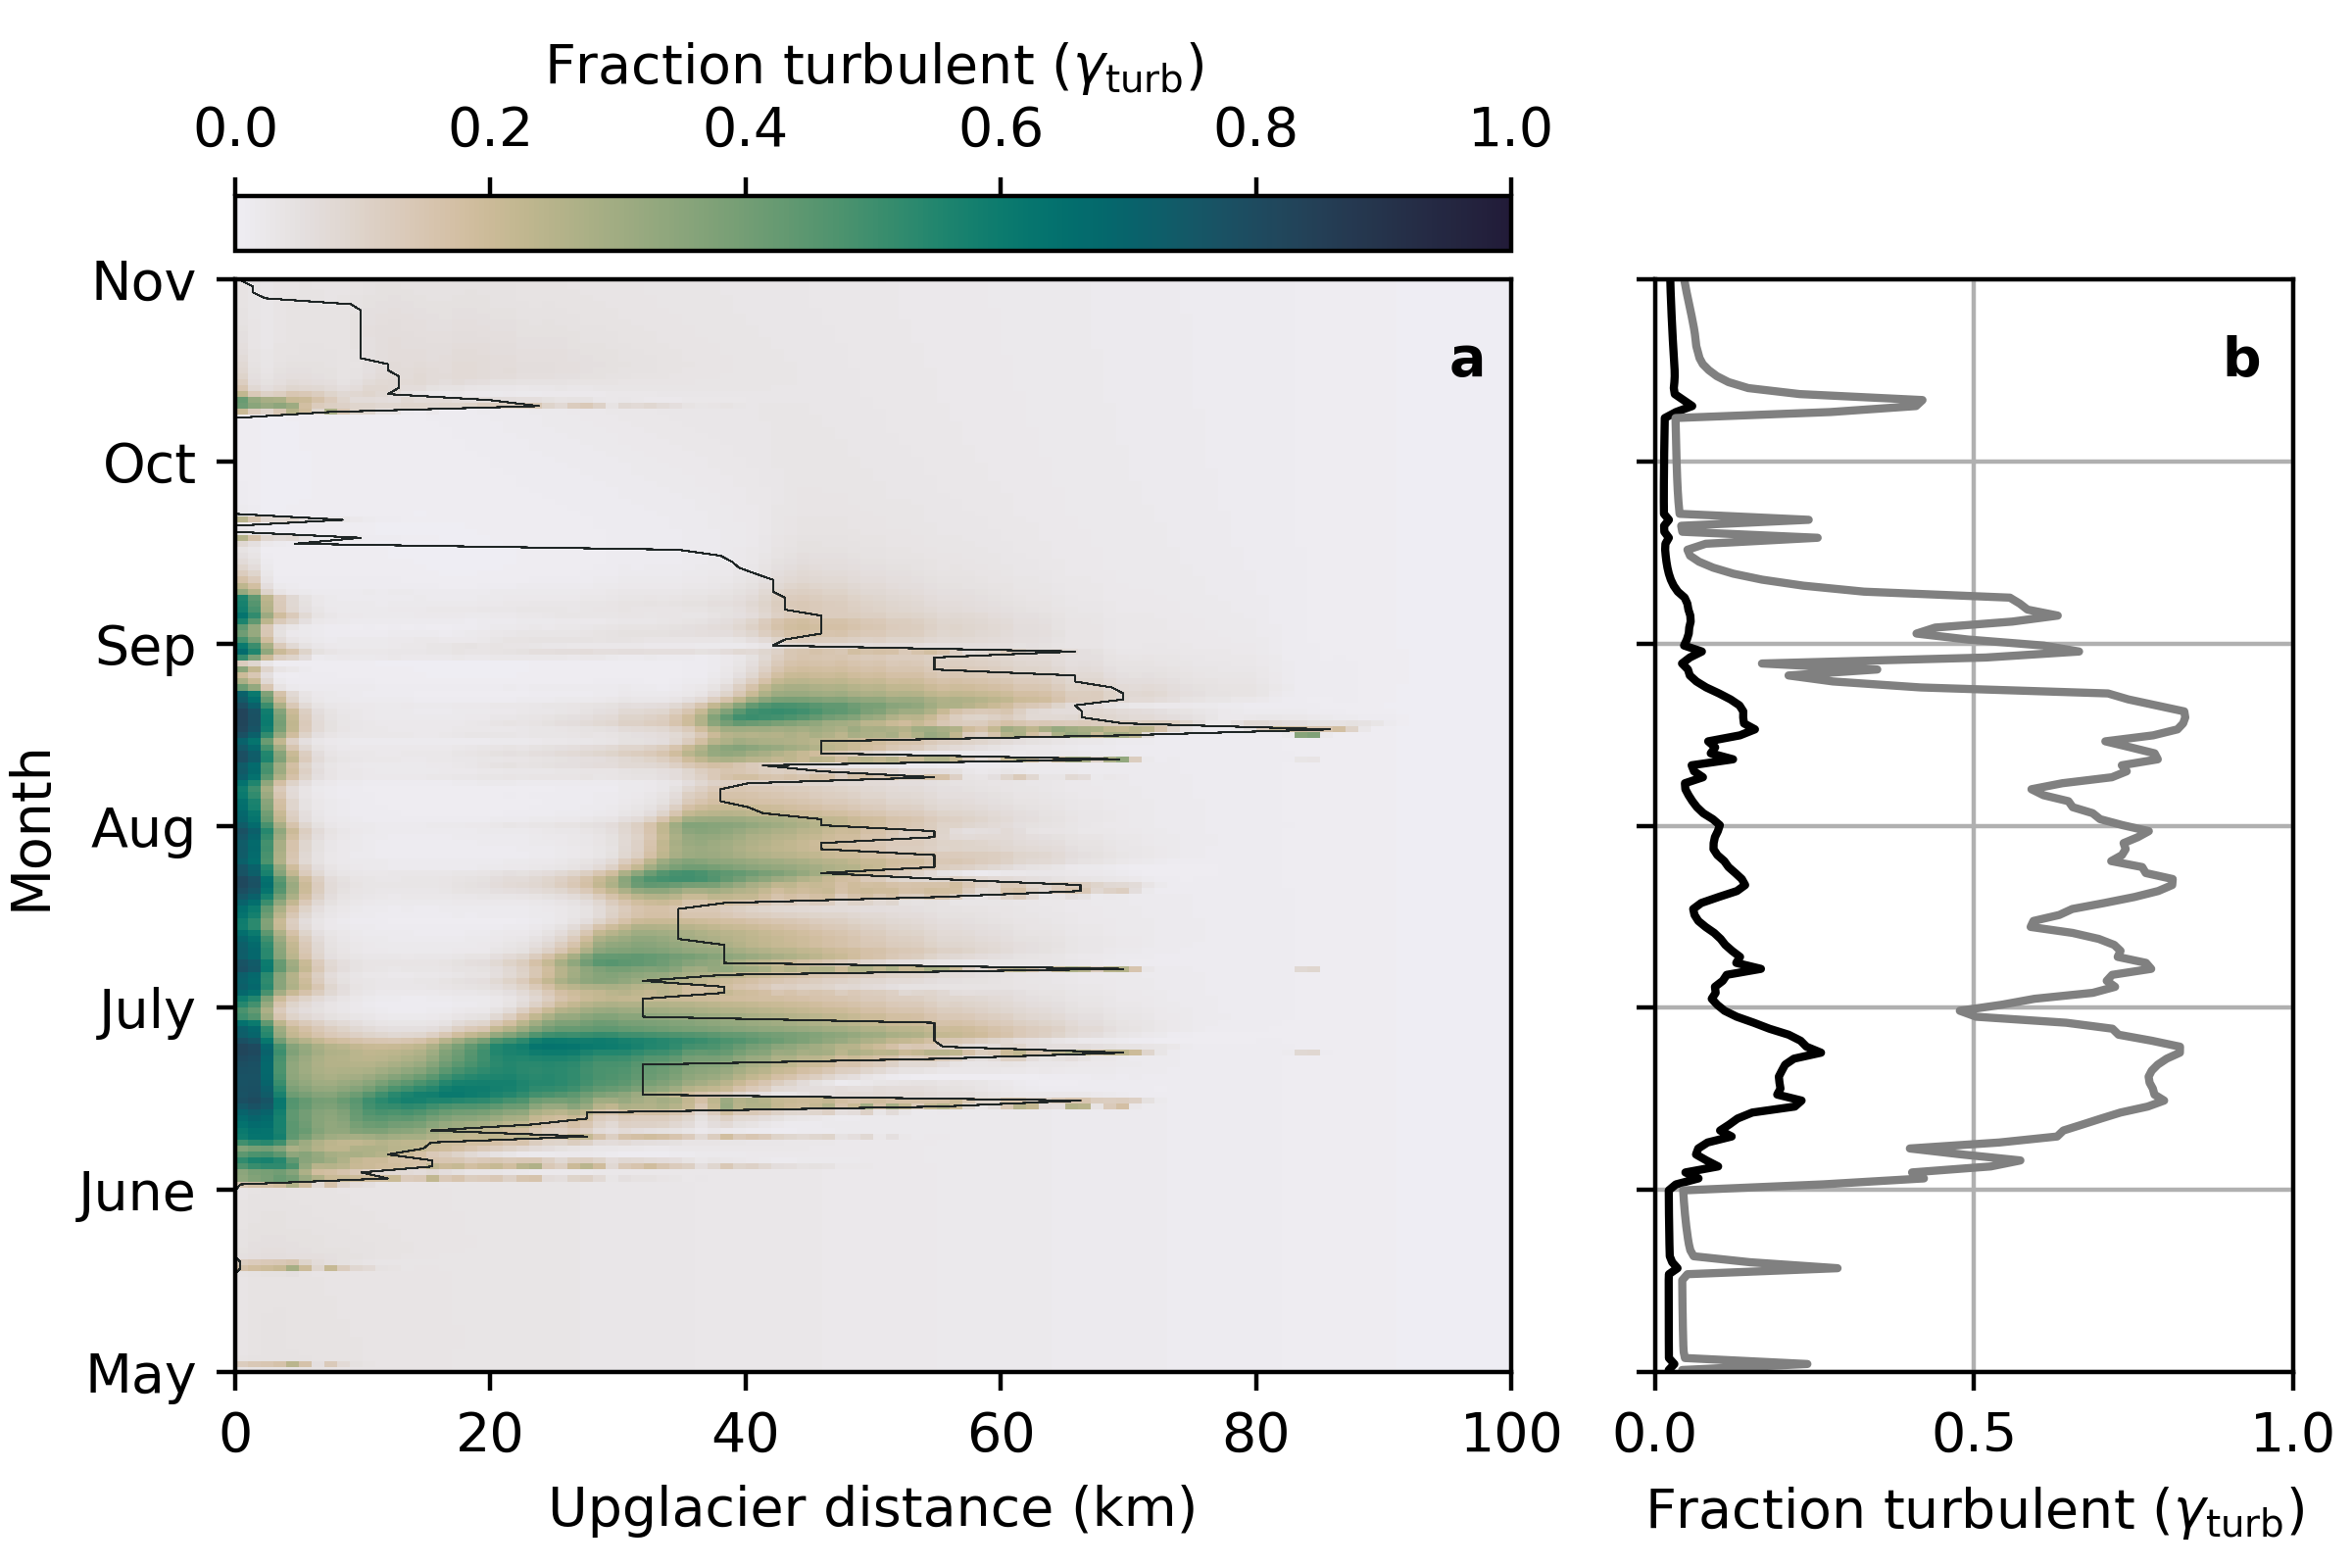 Fraction turbulent (γturb)
0.0 0.2 0.4 0.6 0.8 1.0
Nov
a
b
Oct
Sep
Month
Aug
July
June
May
0 20 40 60 80 100
0.0 0.5 1.0
Upglacier distance (km)
Fraction turbulent (γturb)